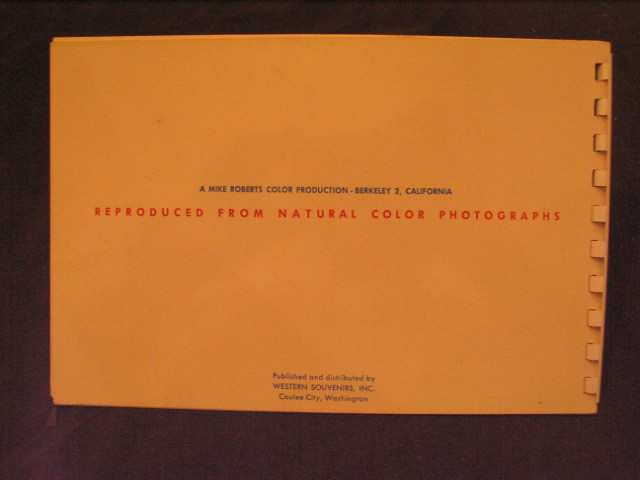 A MIKE ROBERTS COLOR PRODUCTION - BERKELEY 2, CALIFORNIA
REPRODUCED FROM NATURAL COLOR PHOTOGRAPHS
Published and distributed by
WESTERN SOUVENIRS, INC.
Coulee City, Washington